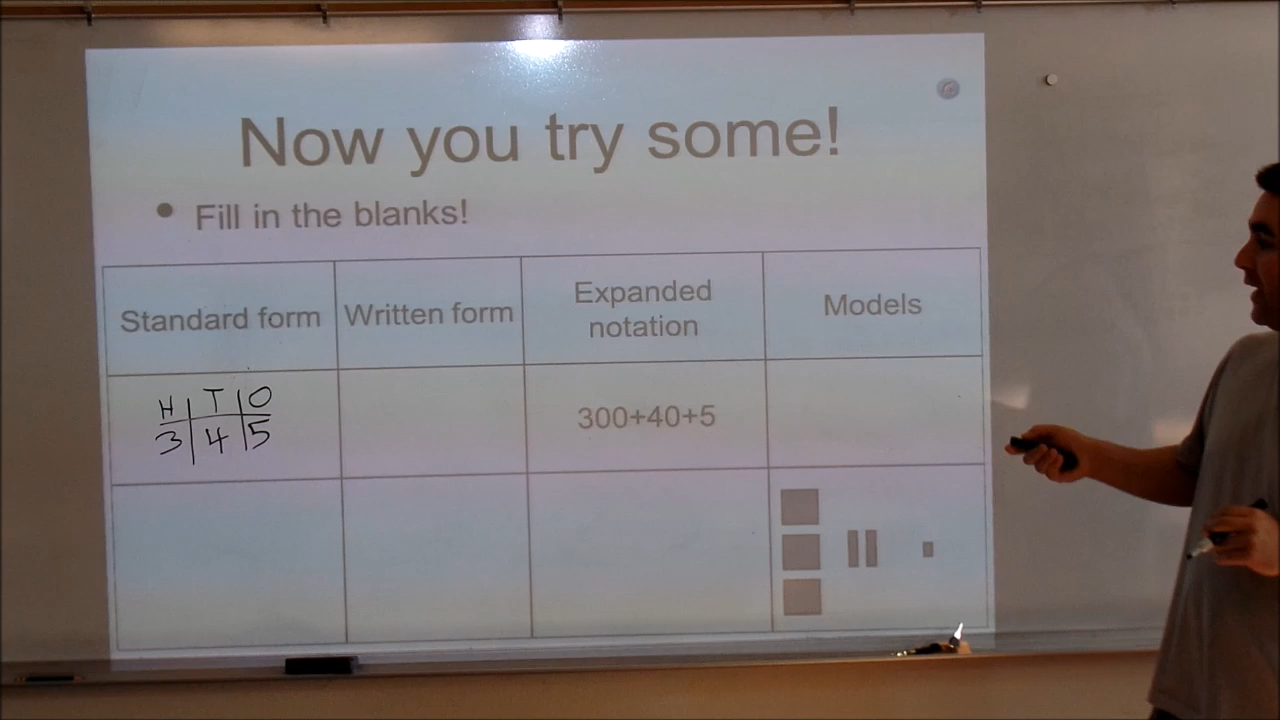 Now you try some!
Fill in the blanks!
Standard form
Written form
Expanded
notation
Models
H T O
3 4 5
300+40+5